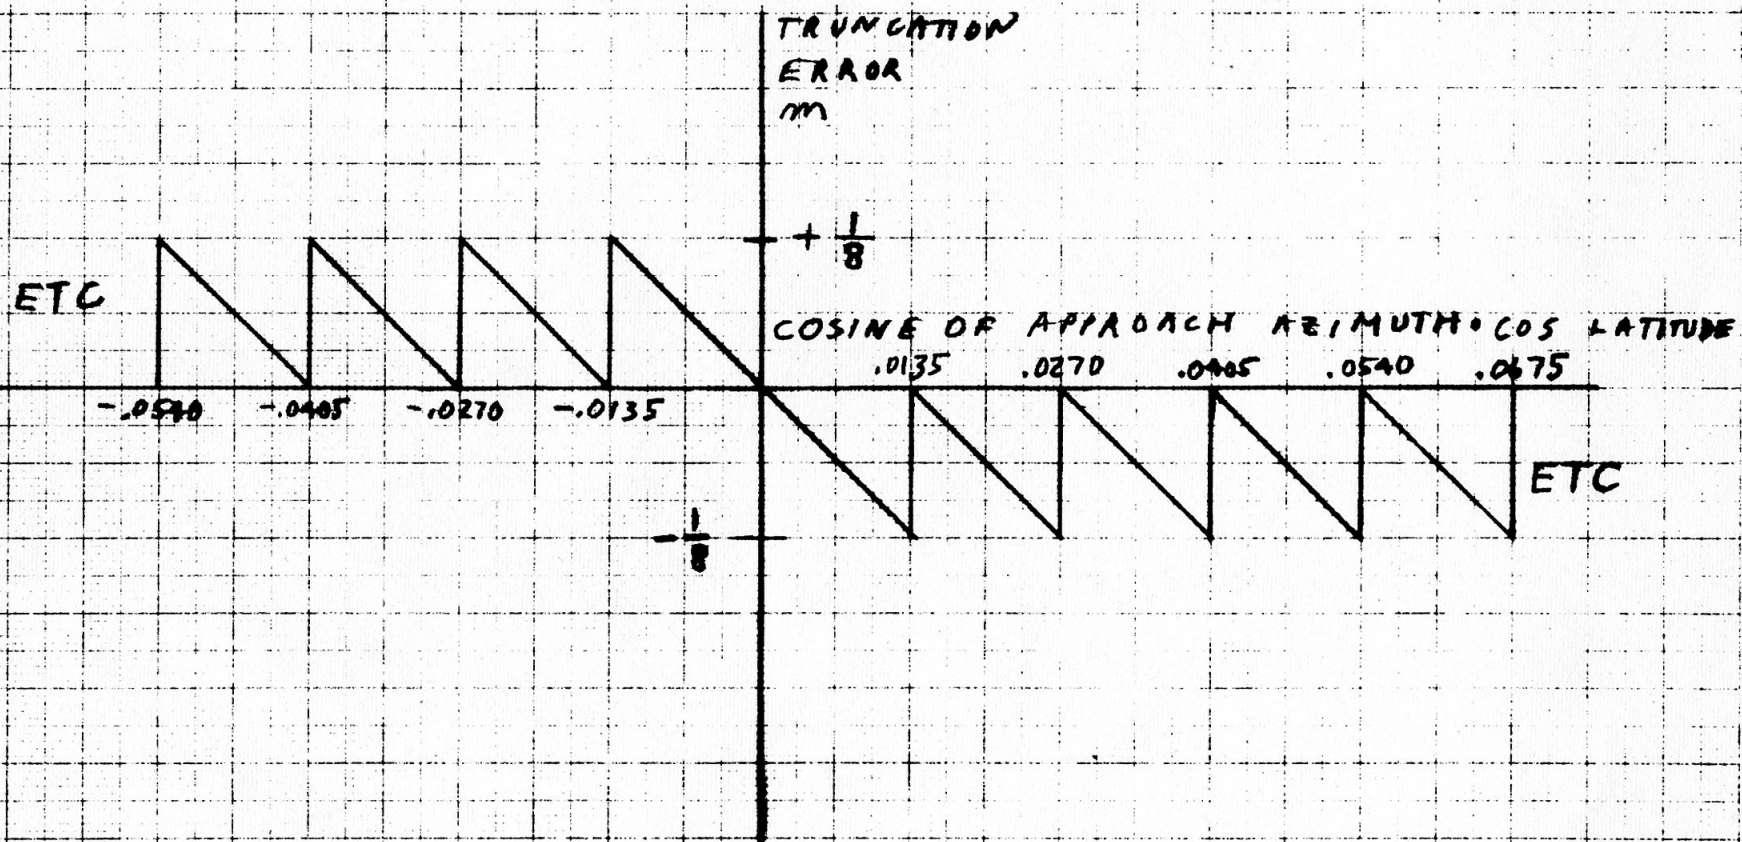 TRUNCATION
ERROR
m
+ 1/8
ETC
COSINE OF APPROACH AZIMUTH · COS LATITUDE
.0135 .0270 .0405 .0540 .0675
-.0540 -.0405 -.0270 -.0135
ETC
- 1/8